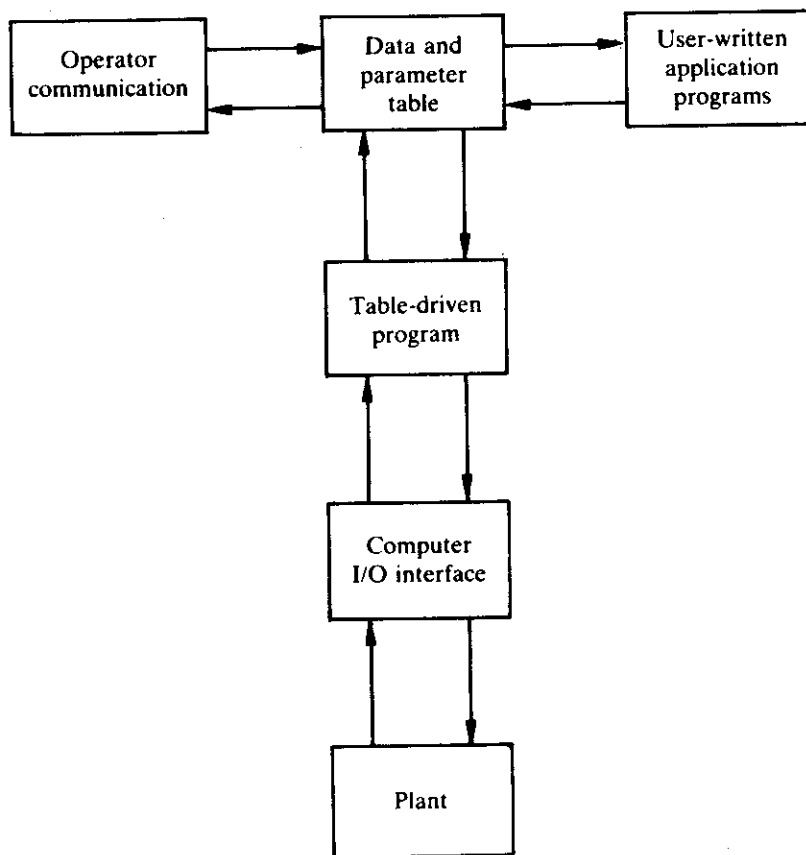 Operator
communication
Data and
parameter
table
User-written
application
programs
Table-driven
program
Computer
I/O interface
Plant